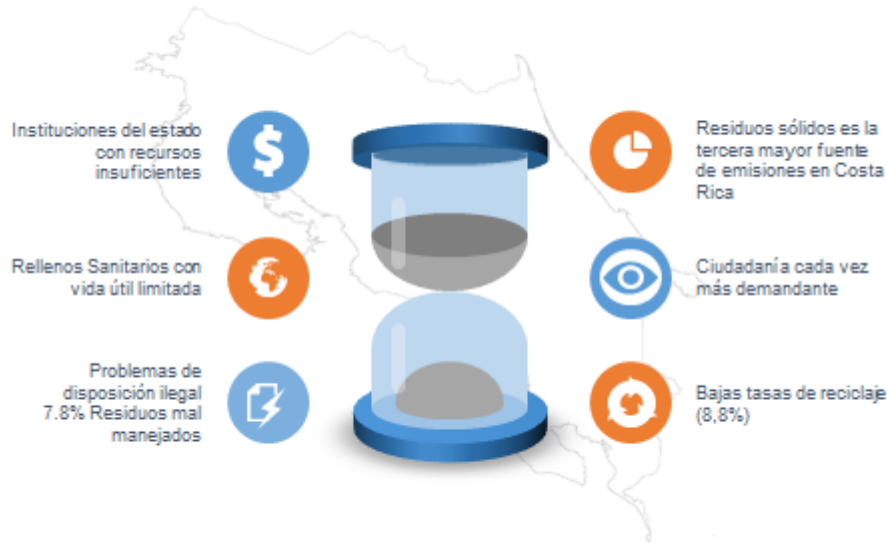 Instituciones del estado
con recursos
insuficientes
Rellenos Sanitarios con
vida útil limitada
Problemas de
disposición ilegal
7.8% Residuos mal
manejados
Residuos sólidos es la
tercera mayor fuente
de emisiones en Costa
Rica
Ciudadanía cada vez
más demandante
Bajas tasas de reciclaje
(8,8%)